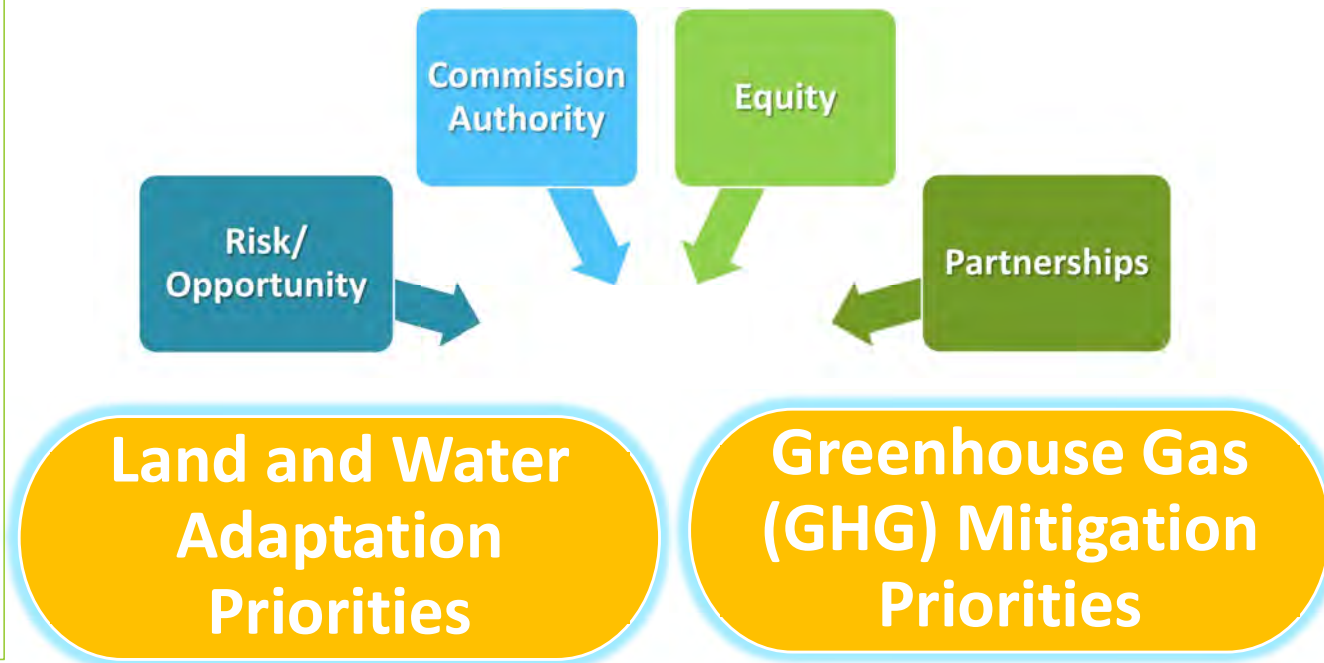 Commission
Authority
Equity
Risk/
Opportunity
Partnerships
Land and Water
Adaptation
Priorities
Greenhouse Gas
(GHG) Mitigation
Priorities